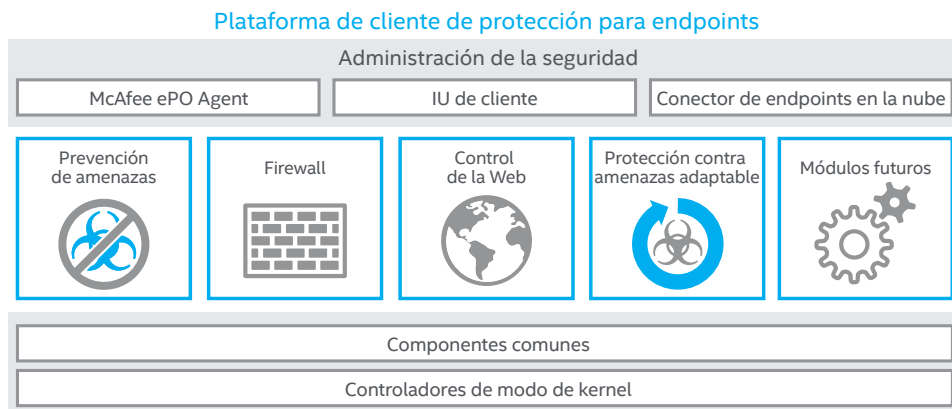 Plataforma de cliente de protección para endpoints
Administración de la seguridad
McAfee ePO Agent
IU de cliente
Conector de endpoints en la nube
Prevención
de amenazas
Firewall
Control
de la Web
Protección contra
amenazas adaptable
Módulos futuros
Componentes comunes
Controladores de modo de kernel